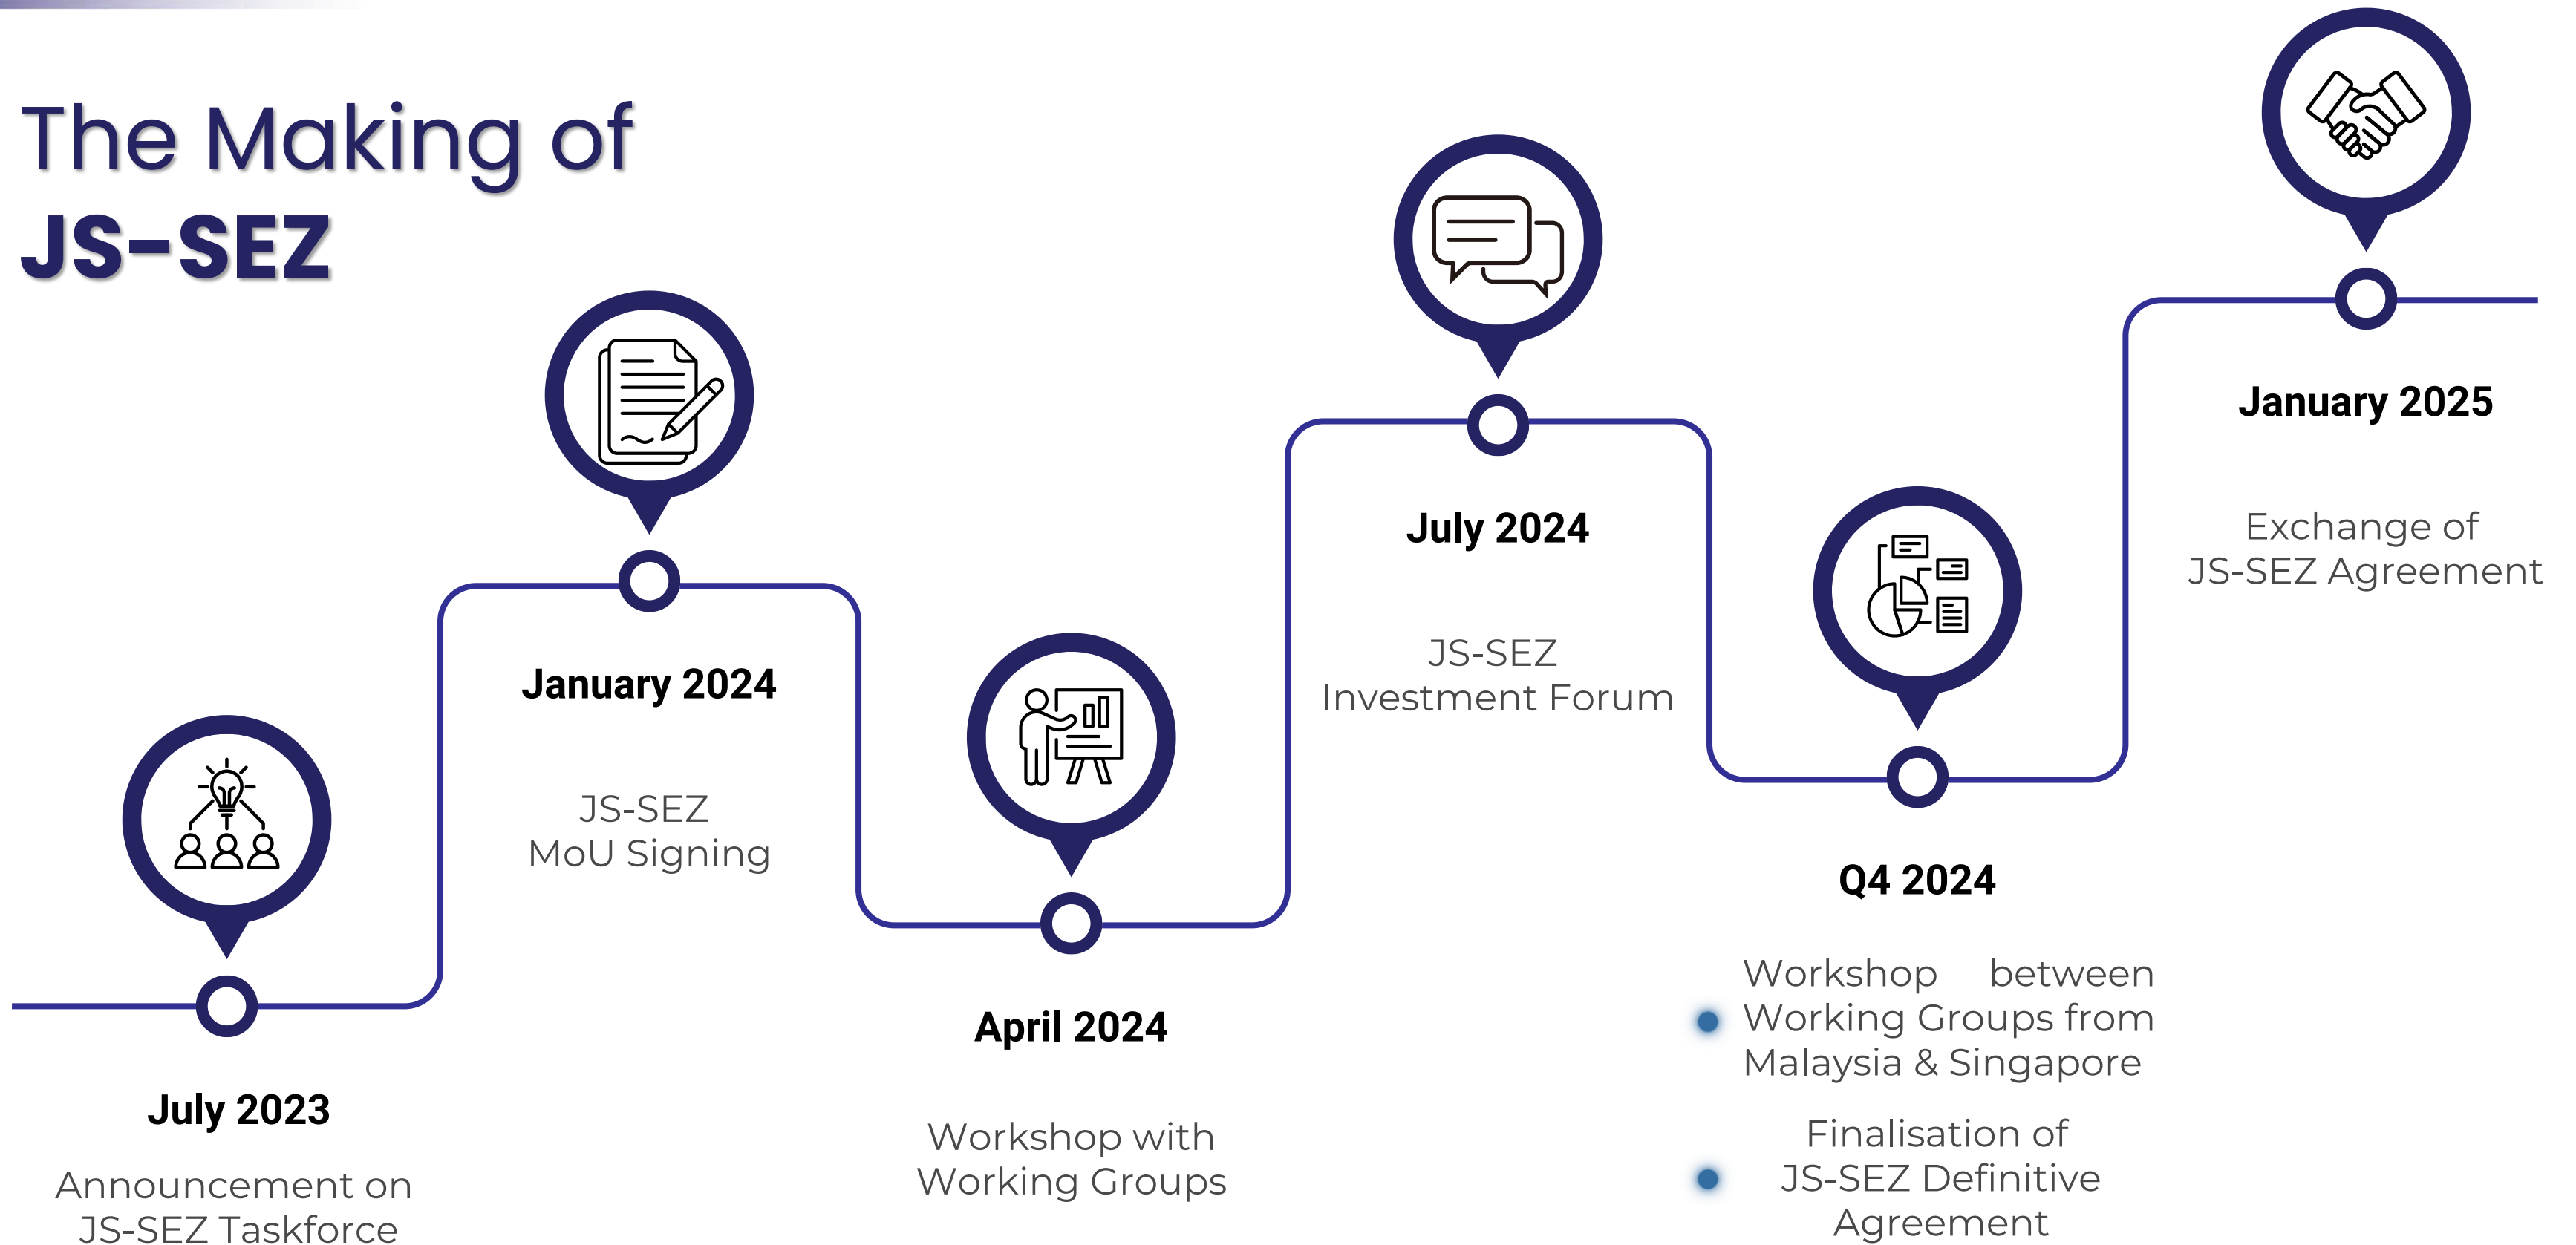 The Making of
JS-SEZ
July 2023
Announcement on
JS-SEZ Taskforce
January 2024
JS-SEZ
MoU Signing
April 2024
Workshop with
Working Groups
July 2024
JS-SEZ
Investment Forum
Q4 2024
Workshop between
Working Groups from
Malaysia & Singapore
Finalisation of
JS-SEZ Definitive
Agreement
January 2025
Exchange of
JS-SEZ Agreement